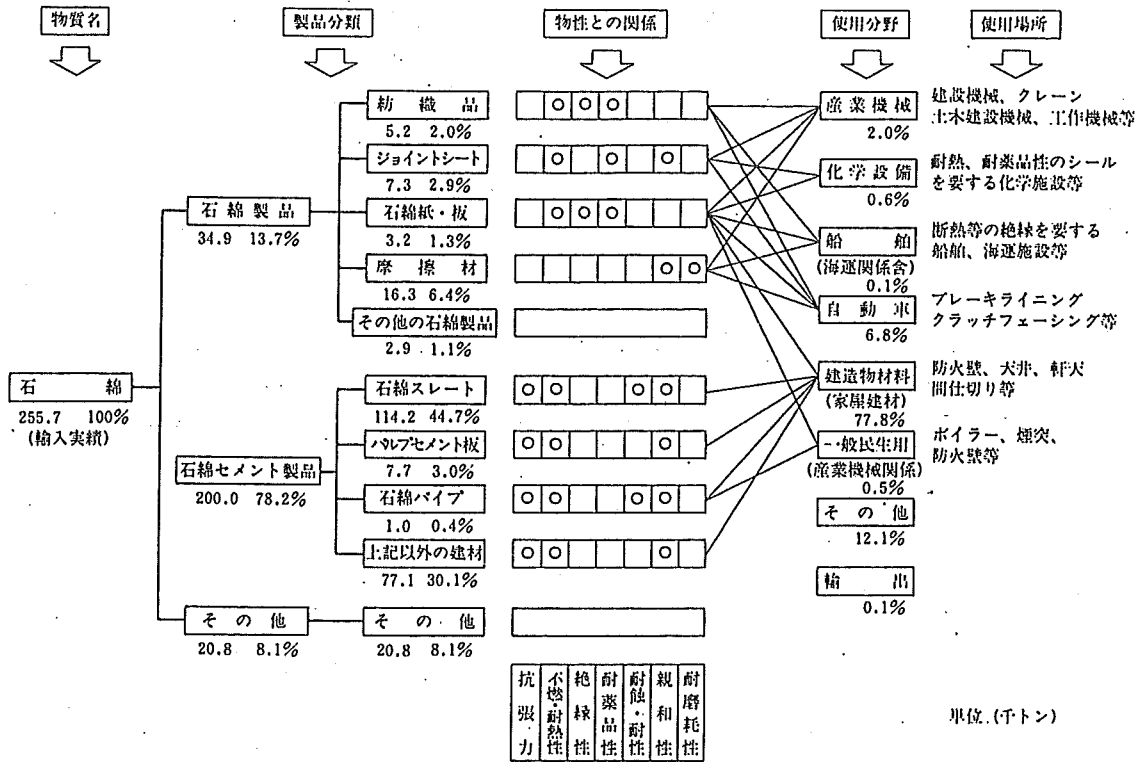 物質名
製品分類
物性との関係
使用分野
使用場所
石綿
255.7 100%
(輸入実績)
石綿製品
34.9 13.7%
石綿セメント製品
200.0 78.2%
その他
20.8 8.1%
紡織品
5.2 2.0%
ジョイントシート
7.3 2.9%
石綿紙・板
3.2 1.3%
摩擦材
16.3 6.4%
その他の石綿製品
2.9 1.1%
石綿スレート
114.2 44.7%
パルプセメント板
7.7 3.0%
石綿パイプ
1.0 0.4%
上記以外の建材
77.1 30.1%
その他
20.8 8.1%
○○○
○○○
○○○
○○
○○○○
○○○
○○○○
○○○
抗張力
不燃・耐熱性
絶縁性
耐薬品性
耐蝕・耐性
親和性
耐磨耗性
産業機械
2.0%
化学設備
0.6%
船舶
(海運関係含)
0.1%
自動車
6.8%
建造物材料
(家屋建材)
77.8%
一般民生用
(産業機械関係)
0.5%
その他
12.1%
輸出
0.1%
建設機械、クレーン
土木建設機械、工作機械等
耐熱、耐薬品性のシール
を要する化学施設等
断熱等の絶縁を要する
船舶、海運施設等
ブレーキライニング
クラッチフェーシング等
防火壁、天井、軒天
間仕切り等
ボイラー、煙突、
防火壁等
単位.(千トン)